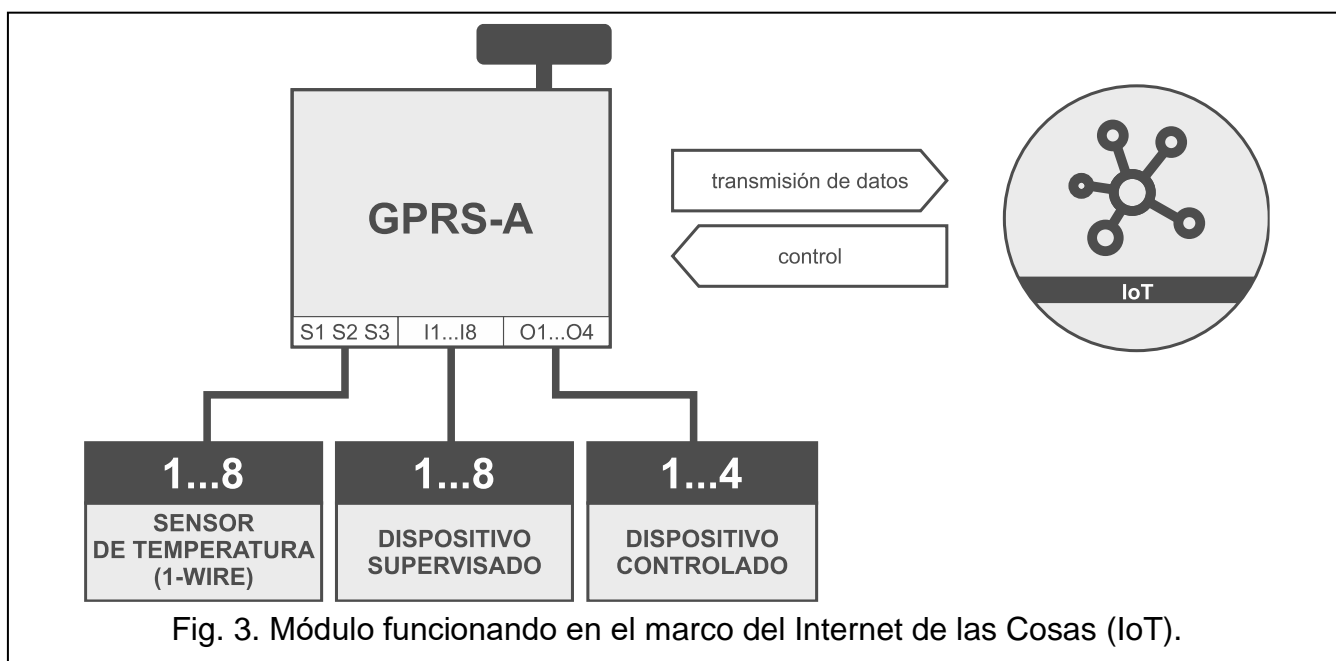 GPRS-A
S1 S2 S3
I1...I8
O1...O4
transmisión de datos
control
IoT
1...8
SENSOR
DE TEMPERATURA
(1-WIRE)
1...8
DISPOSITIVO
SUPERVISADO
1...4
DISPOSITIVO
CONTROLADO
Fig. 3. Módulo funcionando en el marco del Internet de las Cosas (IoT).